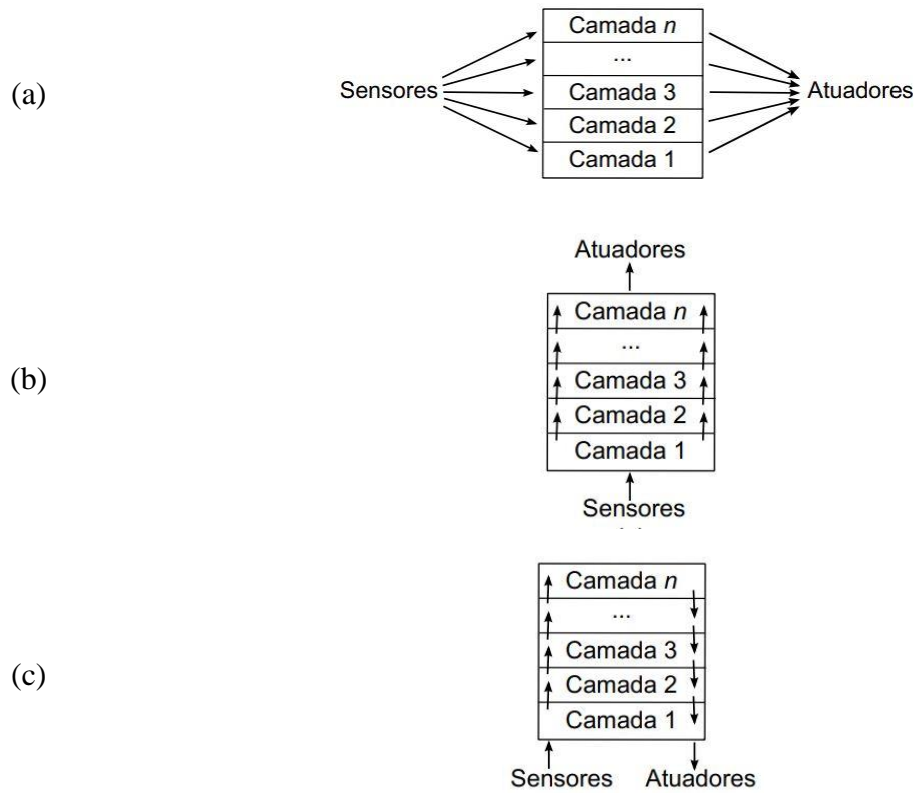 Camada n
...
(a)
Sensores
Camada 3
Atuadores
Camada 2
Camada 1
Atuadores
Camada n
...
(b)
Camada 3
Camada 2
Camada 1
Sensores
Camada n
...
(c)
Camada 3
Camada 2
Camada 1
Sensores Atuadores